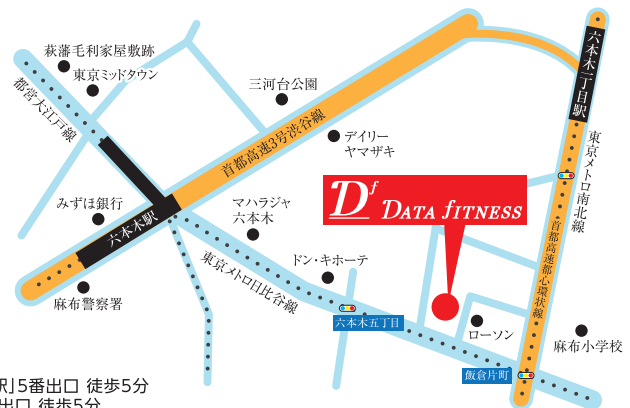 萩藩毛利家屋敷跡
東京ミッドタウン
都営大江戸線
三河台公園
首都高速3号渋谷線
デイリー
ヤマザキ
六本木一丁目駅
東京メトロ南北線
みずほ銀行
六本木駅
マハラジャ
六本木
Df DATA fITNESS
首都高速都心環状線
東京メトロ日比谷線
ドン・キホーテ
麻布警察署
六本木五丁目
ローソン
麻布小学校
飯倉片町
駅」5番出口 徒歩5分
出口 徒歩5分